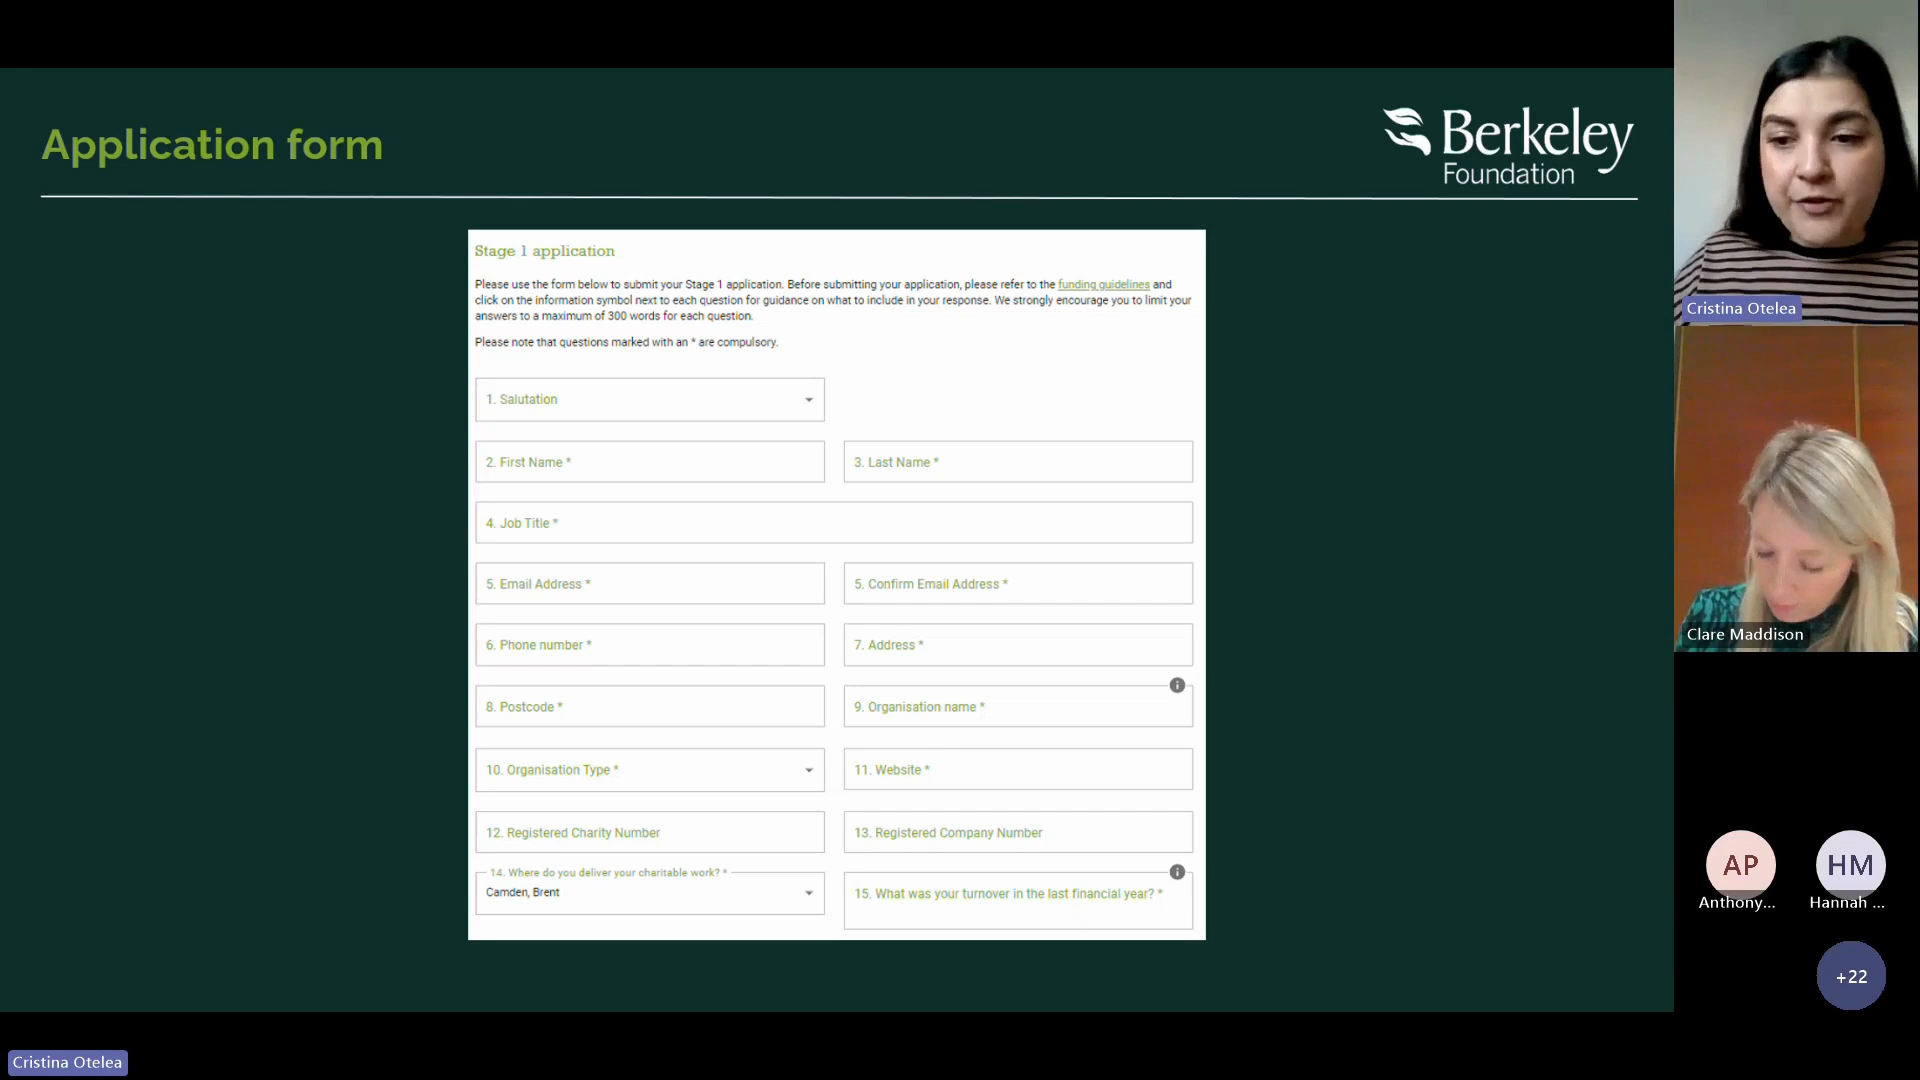 Application form
Berkeley
Foundation
Stage 1 application
Please use the form below to submit your Stage 1 application. Before submitting your application, please refer to the funding guidelines and
click on the information symbol next to each question for guidance on what to include in your response. We strongly encourage you to limit your
answers to a maximum of 300 words for each question.
Please note that questions marked with an * are compulsory.
1. Salutation
2. First Name *
3. Last Name *
4. Job Title *
5. Email Address *
5. Confirm Email Address *
6. Phone number *
7. Address *
8. Postcode *
9. Organisation name *
10. Organisation Type *
11. Website *
12. Registered Charity Number
13. Registered Company Number
14. Where do you deliver your charitable work? *
Camden, Brent
15. What was your turnover in the last financial year? *
Cristina Otelea
Clare Maddison
AP
Anthony...
HM
Hannah ...
+22
Cristina Otelea